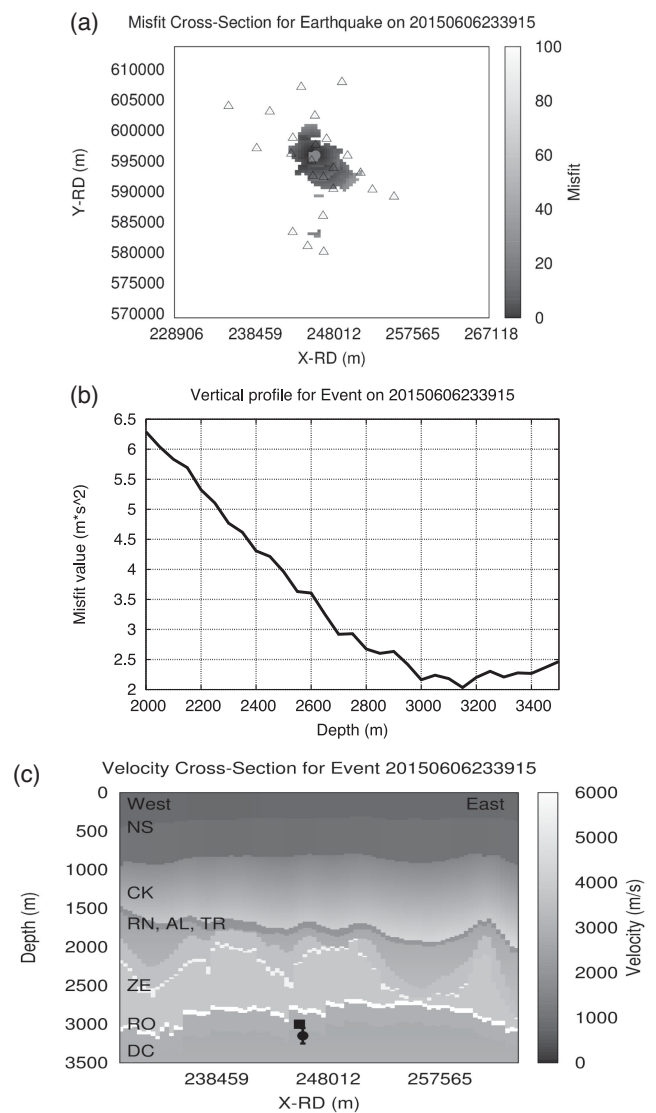 (a)
Misfit Cross-Section for Earthquake on 20150606233915
610000
605000
600000
595000
590000
585000
580000
575000
570000
Y-RD (m)
228906 238459 248012 257565 267118
X-RD (m)
100
80
60
40
20
0
Misfit
(b)
Vertical profile for Event on 20150606233915
6.5
6
5.5
5
4.5
4
3.5
3
2.5
2
Misfit value (m*s^2)
2000 2200 2400 2600 2800 3000 3200 3400
Depth (m)
(c)
Velocity Cross-Section for Event 20150606233915
0
500
1000
1500
2000
2500
3000
3500
Depth (m)
West East
NS
CK
RN, AL, TR
ZE
RO
DC
238459 248012 257565
X-RD (m)
6000
5000
4000
3000
2000
1000
0
Velocity (m/s)